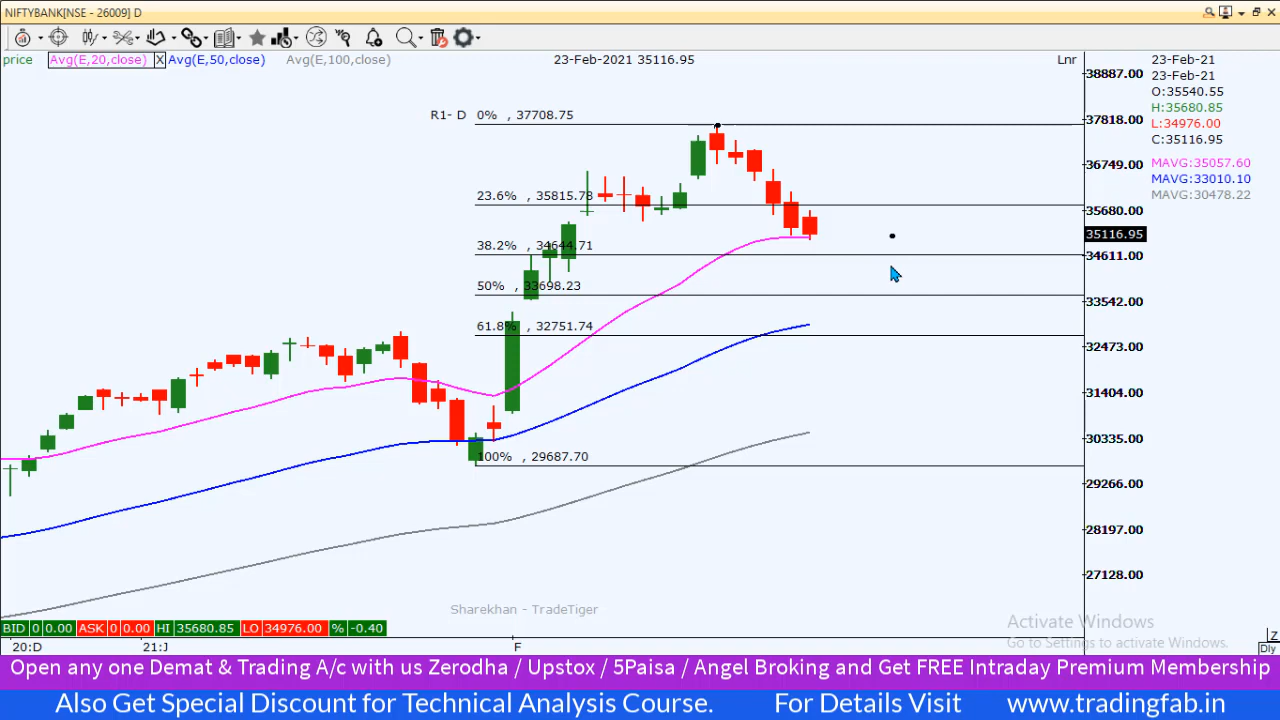 NIFTYBANK[NSE - 26009] D
price Avg(E,20,close) X Avg(E,50,close) Avg(E,100,close) 23-Feb-2021 35116.95 Lnr
23-Feb-21
23-Feb-21
O:35540.55
H:35680.85
L:34976.00
C:35116.95
MAVG:35057.60
MAVG:33010.10
MAVG:30478.22
38887.00
37818.00
36749.00
35680.00
35116.95
34611.00
33542.00
32473.00
31404.00
30335.00
29266.00
28197.00
27128.00
R1- D 0% , 37708.75
23.6% , 35815.78
38.2% , 34644.71
50% , 33698.23
61.8% , 32751.74
100% , 29687.70
Sharekhan - TradeTiger
Activate Windows
Go to Settings to activate Windows.
BID 0 0.00 ASK 0 0.00 HI 35680.85 LO 34976.00 % -0.40
20:D 21:J F
Z
Dly
Open any one Demat & Trading A/c with us Zerodha / Upstox / 5Paisa / Angel Broking and Get FREE Intraday Premium Membership
Also Get Special Discount for Technical Analysis Course. For Details Visit www.tradingfab.in